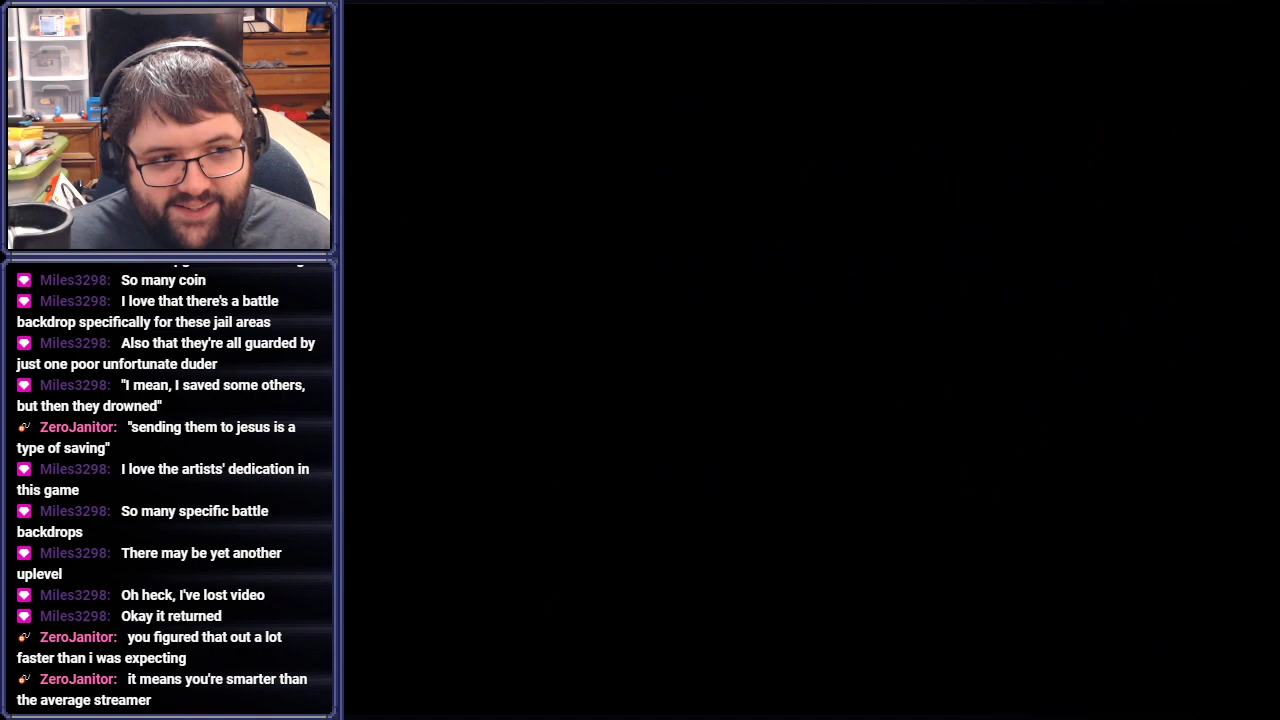 Miles3298: So many coin
Miles3298: I love that there's a battle
backdrop specifically for these jail areas
Miles3298: Also that they're all guarded by
just one poor unfortunate duder
Miles3298: "I mean, I saved some others,
but then they drowned"
ZeroJanitor: "sending them to jesus is a
type of saving"
Miles3298: I love the artists' dedication in
this game
Miles3298: So many specific battle
backdrops
Miles3298: There may be yet another
uplevel
Miles3298: Oh heck, I've lost video
Miles3298: Okay it returned
ZeroJanitor: you figured that out a lot
faster than i was expecting
ZeroJanitor: it means you're smarter than
the average streamer